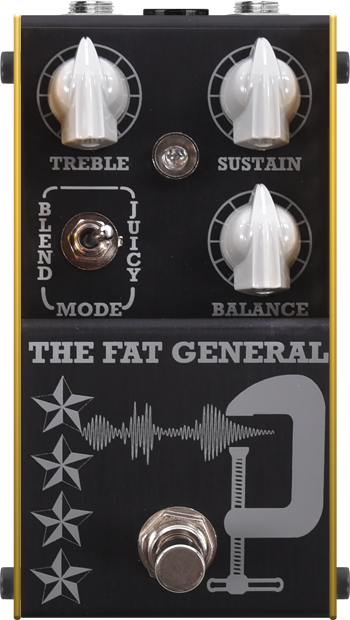 TREBLE
SUSTAIN
BLEND
JUICY
MODE
BALANCE
THE FAT GENERAL